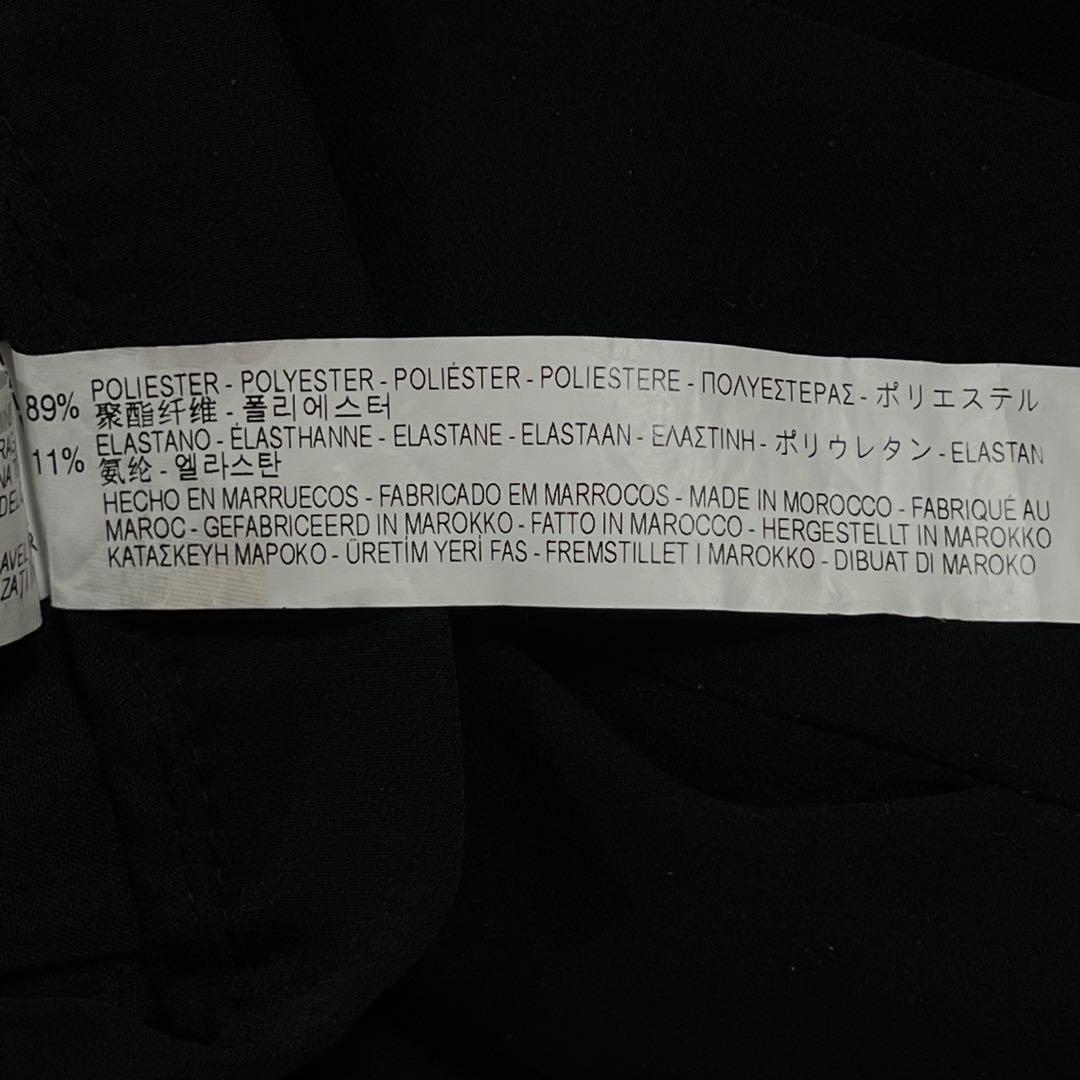 89% POLIESTER - POLYESTER - POLIÉSTER - POLIESTERE - ΠΟΛΥΕΣΤΕΡΑΣ - ポリエステル
聚酯纤维 - 폴리에스터
11% ELASTANO - ÉLASTHANNE - ELASTANE - ELASTAAN - ΕΛΑΣΤΙΝΗ - ポリウレタン - ELASTAN
氨纶 - 엘라스탄
HECHO EN MARRUECOS - FABRICADO EM MARROCOS - MADE IN MOROCCO - FABRIQUÉ AU
MAROC - GEFABRICEERD IN MAROKKO - FATTO IN MAROCCO - HERGESTELLT IN MAROKKO
ΚΑΤΑΣΚΕΥΗ ΜΑΡΟΚΟ - ÜRETİM YERİ FAS - FREMSTILLET I MAROKKO - DIBUAT DI MAROKO